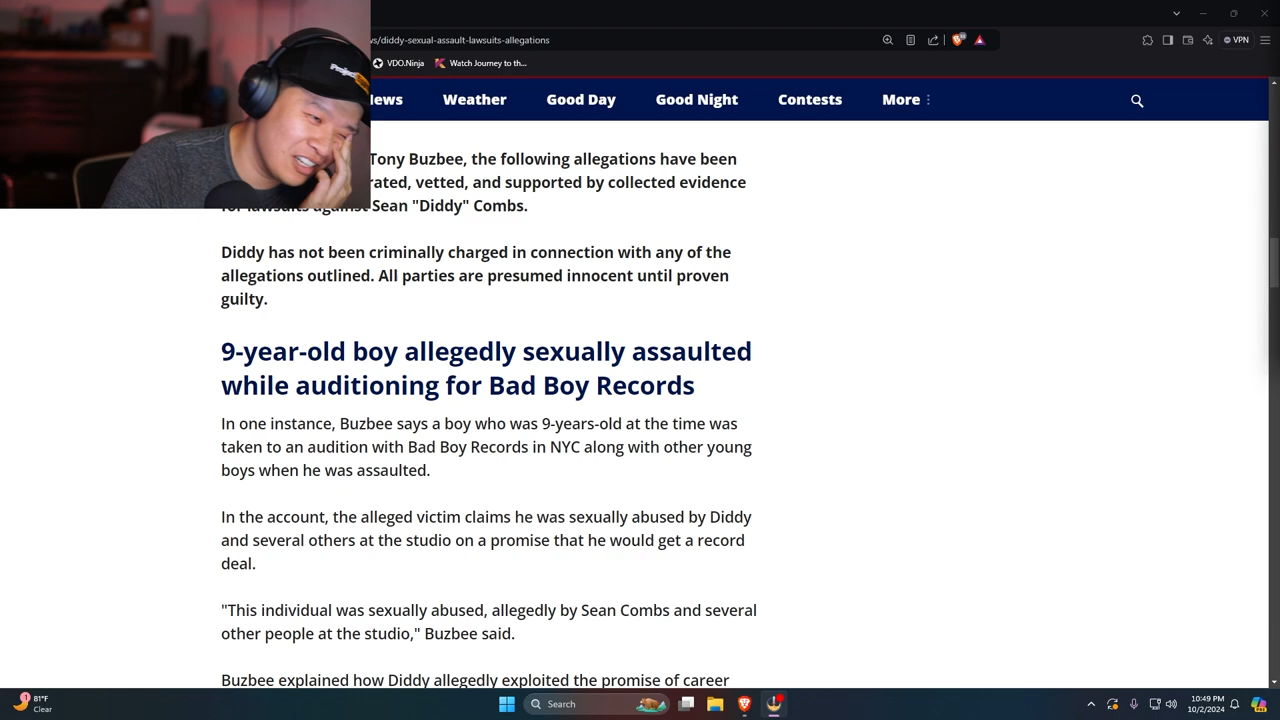 ws/diddy-sexual-assault-lawsuits-allegations
VPN
VDO.Ninja
Watch Journey to th...
News
Weather
Good Day
Good Night
Contests
More
Tony Buzbee, the following allegations have been
rated, vetted, and supported by collected evidence
for lawsuits against Sean "Diddy" Combs.
Diddy has not been criminally charged in connection with any of the
allegations outlined. All parties are presumed innocent until proven
guilty.
9-year-old boy allegedly sexually assaulted
while auditioning for Bad Boy Records
In one instance, Buzbee says a boy who was 9-years-old at the time was
taken to an audition with Bad Boy Records in NYC along with other young
boys when he was assaulted.
In the account, the alleged victim claims he was sexually abused by Diddy
and several others at the studio on a promise that he would get a record
deal.
"This individual was sexually abused, allegedly by Sean Combs and several
other people at the studio," Buzbee said.
Buzbee explained how Diddy allegedly exploited the promise of career
1
81°F
Clear
Search
10:49 PM
10/2/2024